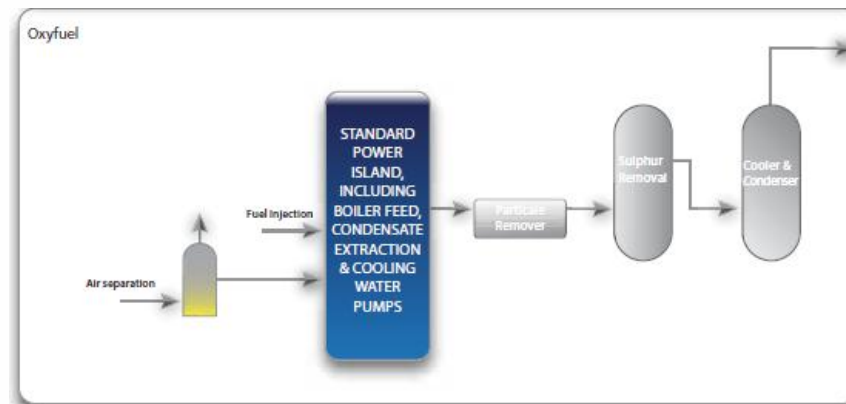 Oxyfuel
STANDARD
POWER
ISLAND,
INCLUDING
BOILER FEED,
CONDENSATE
EXTRACTION
& COOLING
WATER
PUMPS
Fuel Injection
Air separation
Particale
Remover
Sulphur
Removal
Cooler &
Condenser